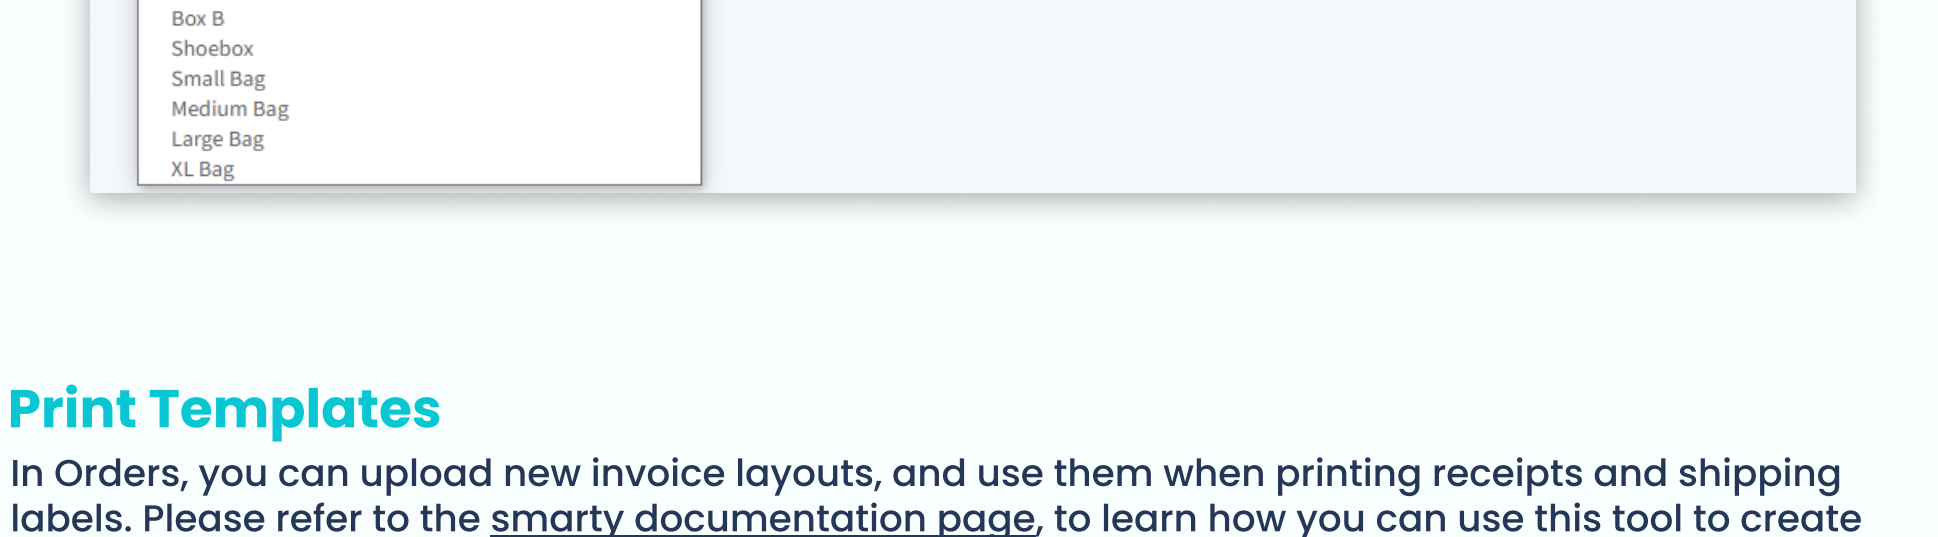 Box B
Shoebox
Small Bag
Medium Bag
Large Bag
XL Bag
Print Templates
In Orders, you can upload new invoice layouts, and use them when printing receipts and shipping
labels. Please refer to the smarty documentation page, to learn how you can use this tool to create